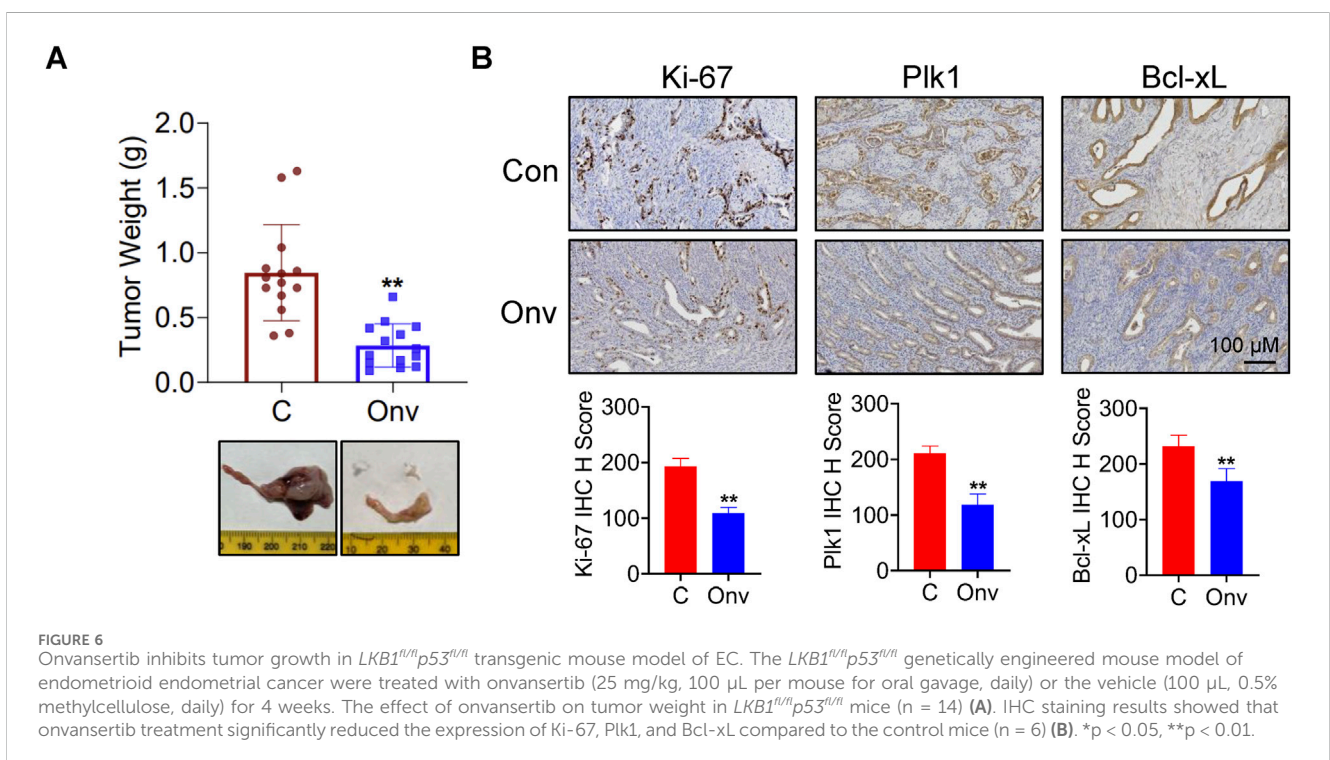 A
B
Tumor Weight (g)
2.0
1.5
1.0
0.5
0.0
**
C
Onv
190 200 210 220
10 20 30 40
Ki-67
Plk1
Bcl-xL
Con
Onv
100 µM
Ki-67 IHC H Score
300
200
100
0
**
C
Onv
Plk1 IHC H Score
300
200
100
0
**
C
Onv
Bcl-xL IHC H Score
300
200
100
0
**
C
Onv
FIGURE 6
Onvansertib inhibits tumor growth in LKB1fl/flp53fl/fl transgenic mouse model of EC. The LKB1fl/flp53fl/fl genetically engineered mouse model of
endometrioid endometrial cancer were treated with onvansertib (25 mg/kg, 100 µL per mouse for oral gavage, daily) or the vehicle (100 µL, 0.5%
methylcellulose, daily) for 4 weeks. The effect of onvansertib on tumor weight in LKB1fl/flp53fl/fl mice (n = 14) (A). IHC staining results showed that
onvansertib treatment significantly reduced the expression of Ki-67, Plk1, and Bcl-xL compared to the control mice (n = 6) (B). *p < 0.05, **p < 0.01.